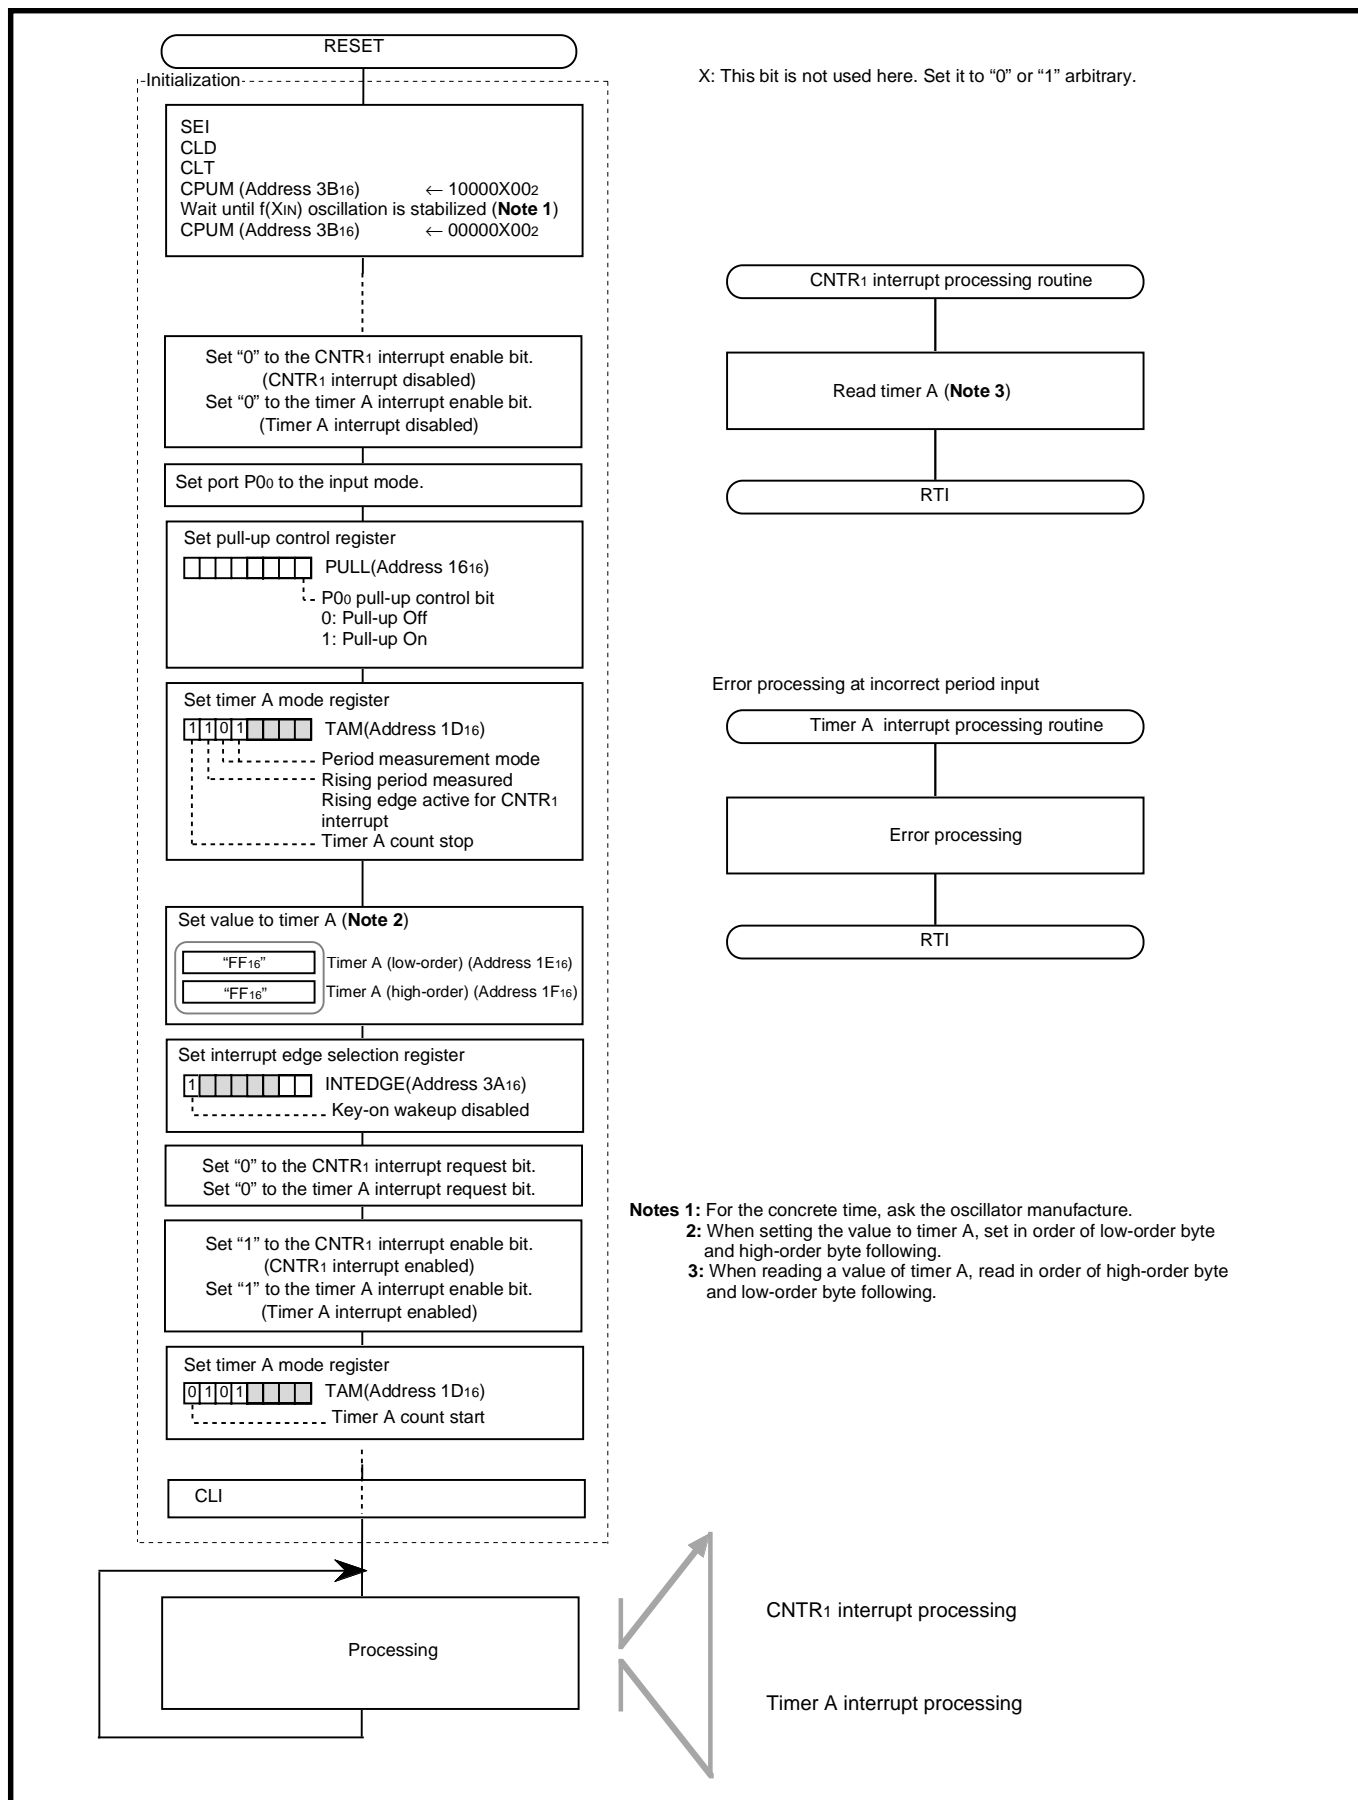 RESET
Initialization
X: This bit is not used here. Set it to “0” or “1” arbitrary.
SEI
CLD
CLT
CPUM (Address 3B16) ← 10000X002
Wait until f(XIN) oscillation is stabilized (Note 1)
CPUM (Address 3B16) ← 00000X002
Set “0” to the CNTR1 interrupt enable bit.
(CNTR1 interrupt disabled)
Set “0” to the timer A interrupt enable bit.
(Timer A interrupt disabled)
Set port P00 to the input mode.
Set pull-up control register
PULL(Address 1616)
P00 pull-up control bit
0: Pull-up Off
1: Pull-up On
Set timer A mode register
1 1 0 1 TAM(Address 1D16)
Period measurement mode
Rising period measured
Rising edge active for CNTR1
interrupt
Timer A count stop
Set value to timer A (Note 2)
“FF16” Timer A (low-order) (Address 1E16)
“FF16” Timer A (high-order) (Address 1F16)
Set interrupt edge selection register
1 INTEDGE(Address 3A16)
Key-on wakeup disabled
Set “0” to the CNTR1 interrupt request bit.
Set “0” to the timer A interrupt request bit.
Set “1” to the CNTR1 interrupt enable bit.
(CNTR1 interrupt enabled)
Set “1” to the timer A interrupt enable bit.
(Timer A interrupt enabled)
Set timer A mode register
0 1 0 1 TAM(Address 1D16)
Timer A count start
CLI
Processing
CNTR1 interrupt processing routine
Read timer A (Note 3)
RTI
Error processing at incorrect period input
Timer A interrupt processing routine
Error processing
RTI
Notes 1: For the concrete time, ask the oscillator manufacture.
2: When setting the value to timer A, set in order of low-order byte
and high-order byte following.
3: When reading a value of timer A, read in order of high-order byte
and low-order byte following.
CNTR1 interrupt processing
Timer A interrupt processing